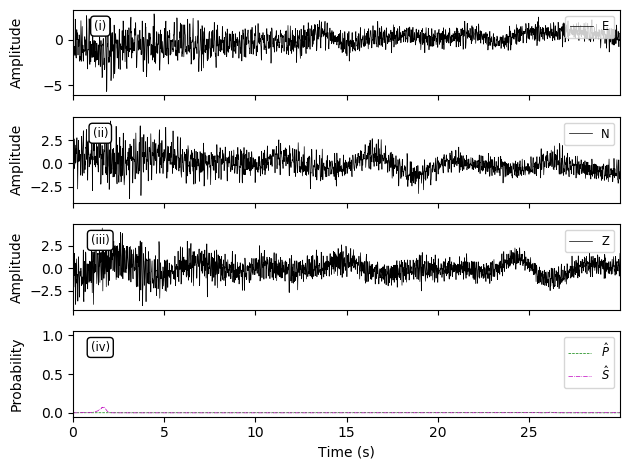 (i)
E
Amplitude
0
−5
(ii)
N
Amplitude
2.5
0.0
−2.5
(iii)
Z
Amplitude
2.5
0.0
−2.5
(iv)
P̂
Ŝ
Probability
1.0
0.5
0.0
0 5 10 15 20 25
Time (s)